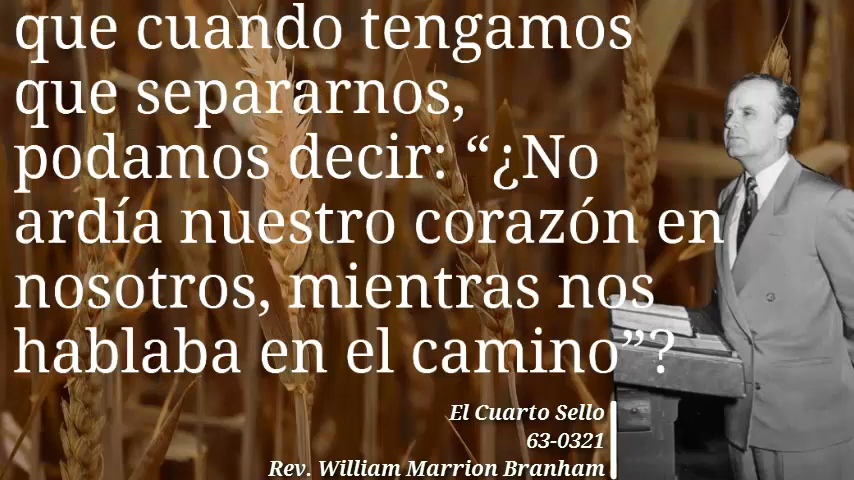 que cuando tengamos
que separarnos,
podamos decir: “¿No
ardía nuestro corazón en
nosotros, mientras nos
hablaba en el camino”?
El Cuarto Sello
63-0321
Rev. William Marrion Branham